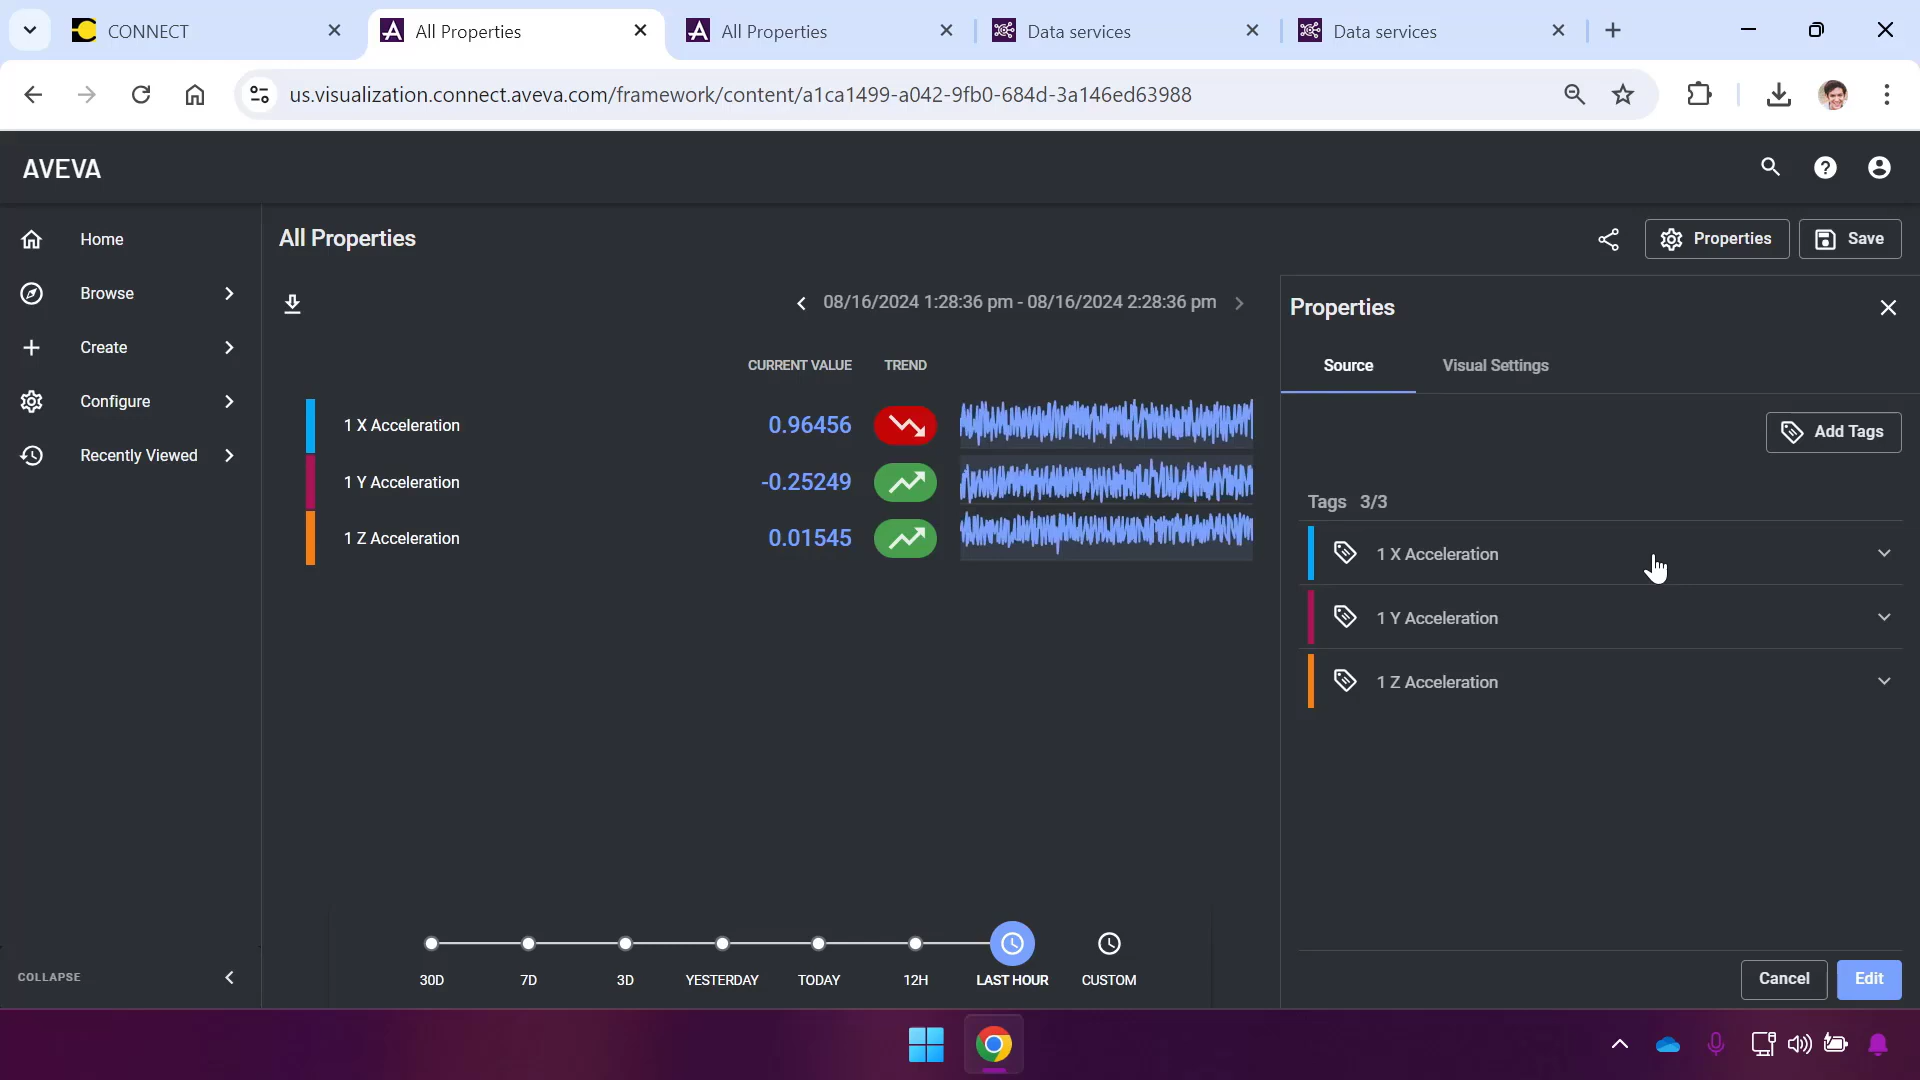 CONNECT
All Properties
All Properties
Data services
Data services
us.visualization.connect.aveva.com/framework/content/a1ca1499-a042-9fb0-684d-3a146ed63988
AVEVA
Home
Browse
Create
Configure
Recently Viewed
COLLAPSE
All Properties
Properties
Save
08/16/2024 1:28:36 pm - 08/16/2024 2:28:36 pm
CURRENT VALUE TREND
1 X Acceleration 0.96456
1 Y Acceleration -0.25249
1 Z Acceleration 0.01545
30D 7D 3D YESTERDAY TODAY 12H LAST HOUR CUSTOM
Properties
Source Visual Settings
Add Tags
Tags 3/3
1 X Acceleration
1 Y Acceleration
1 Z Acceleration
Cancel Edit